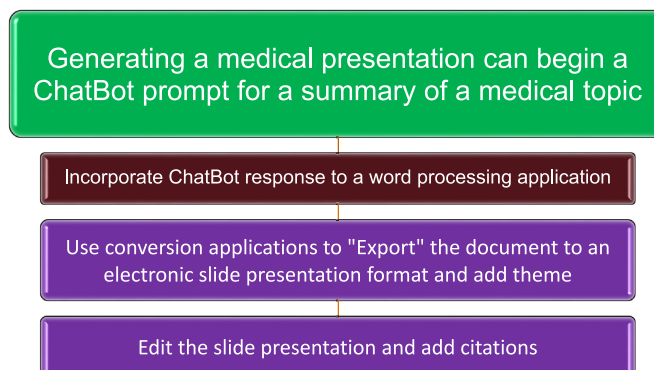 Generating a medical presentation can begin a
ChatBot prompt for a summary of a medical topic
Incorporate ChatBot response to a word processing application
Use conversion applications to "Export" the document to an
electronic slide presentation format and add theme
Edit the slide presentation and add citations